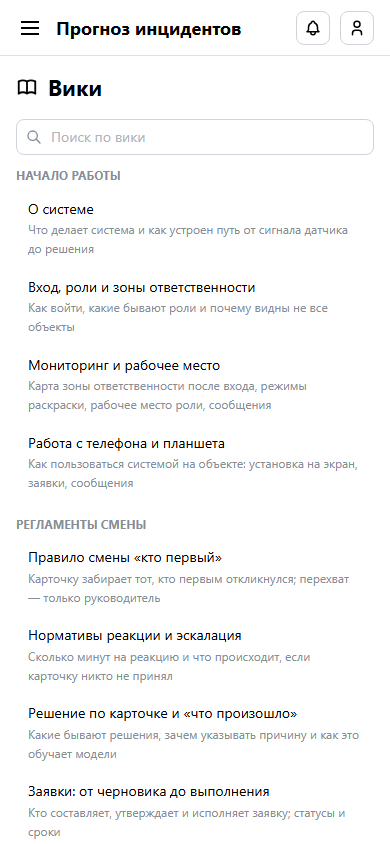 Прогноз инцидентов
Вики
Поиск по вики
НАЧАЛО РАБОТЫ
О системе
Что делает система и как устроен путь от сигнала датчика
до решения
Вход, роли и зоны ответственности
Как войти, какие бывают роли и почему видны не все
объекты
Мониторинг и рабочее место
Карта зоны ответственности после входа, режимы
раскраски, рабочее место роли, сообщения
Работа с телефона и планшета
Как пользоваться системой на объекте: установка на экран,
заявки, сообщения
РЕГЛАМЕНТЫ СМЕНЫ
Правило смены «кто первый»
Карточку забирает тот, кто первым откликнулся; перехват
— только руководитель
Нормативы реакции и эскалация
Сколько минут на реакцию и что происходит, если
карточку никто не принял
Решение по карточке и «что произошло»
Какие бывают решения, зачем указывать причину и как это
обучает модели
Заявки: от черновика до выполнения
Кто составляет, утверждает и исполняет заявку; статусы и
сроки